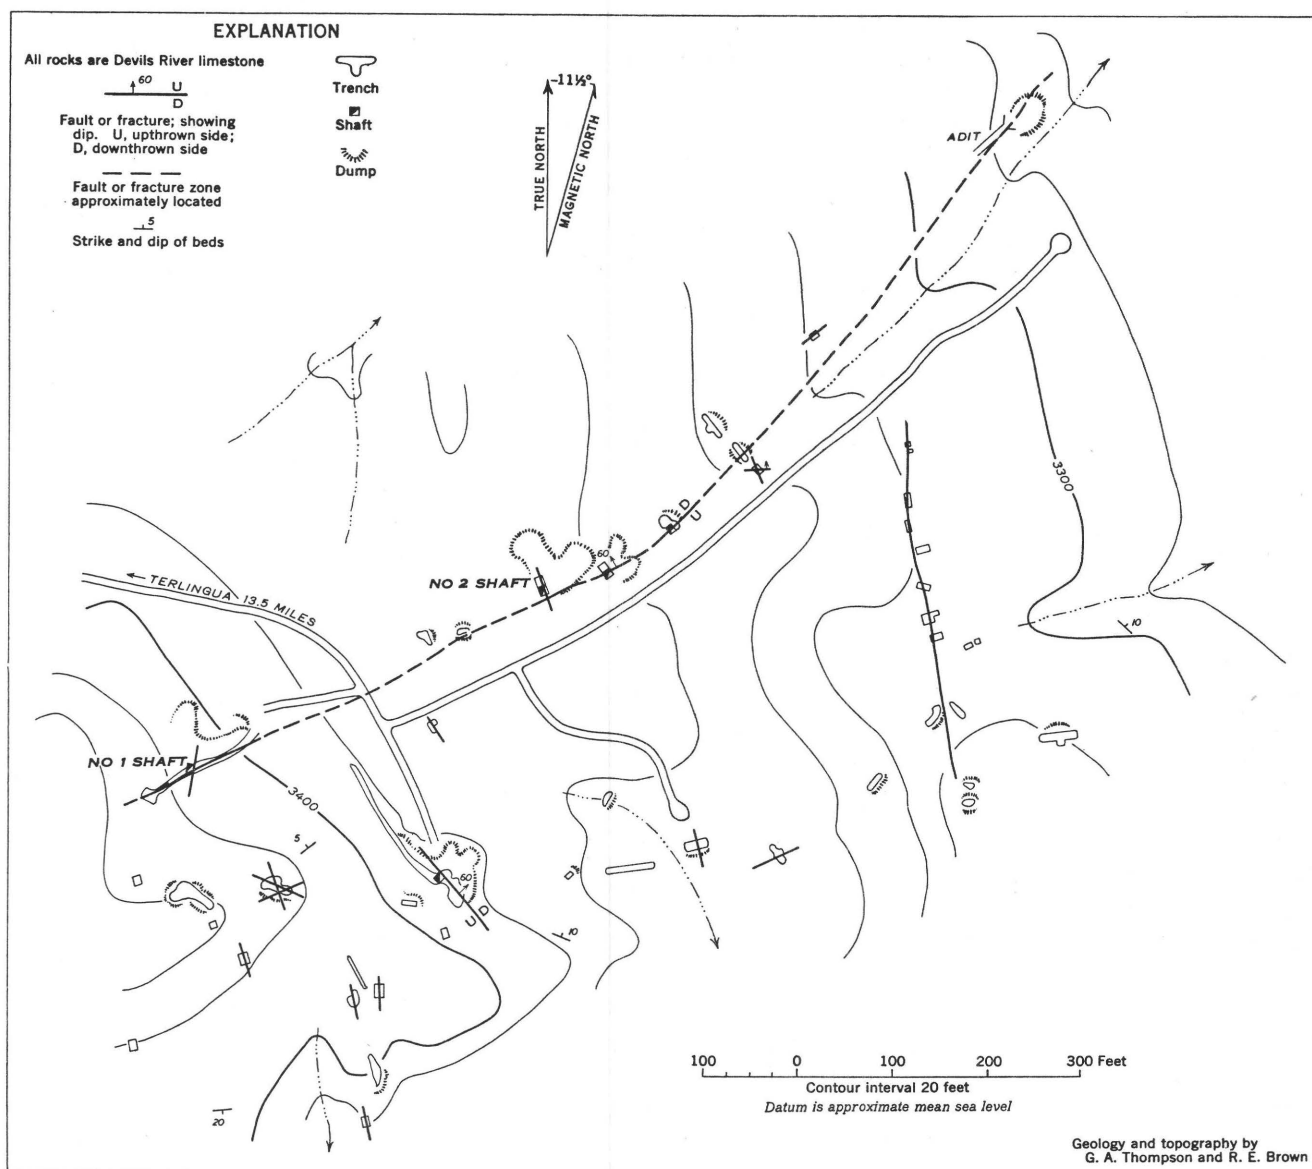 EXPLANATION
All rocks are Devils River limestone
60 U
D
Fault or fracture; showing
dip. U, upthrown side;
D, downthrown side
Fault or fracture zone
approximately located
5
Strike and dip of beds
Trench
Shaft
Dump
-11½°
TRUE NORTH
MAGNETIC NORTH
ADIT
3300
D
U
60
NO 2 SHAFT
TERLINGUA 13.5 MILES
10
NO 1 SHAFT
3400
5
60
U D
10
20
100 0 100 200 300 Feet
Contour interval 20 feet
Datum is approximate mean sea level
Geology and topography by
G. A. Thompson and R. E. Brown